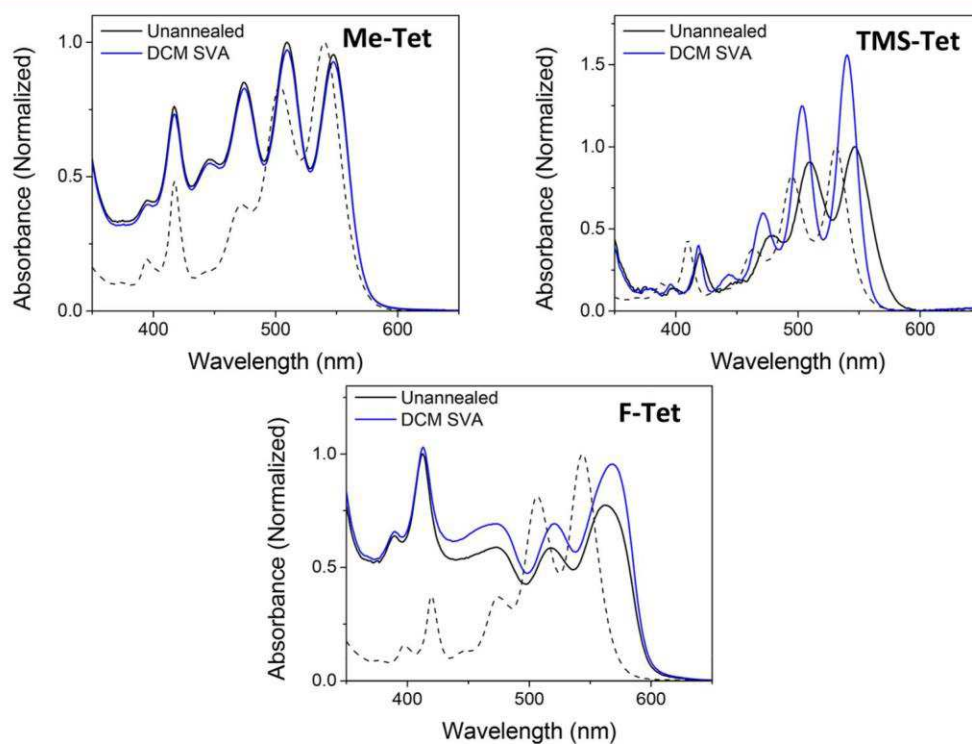 Unannealed
DCM SVA
Me-Tet
1.0
0.5
0.0
400
500
600
Absorbance (Normalized)
Wavelength (nm)
Unannealed
DCM SVA
TMS-Tet
1.5
1.0
0.5
0.0
400
500
600
Absorbance (Normalized)
Wavelength (nm)
Unannealed
DCM SVA
F-Tet
1.0
0.5
0.0
400
500
600
Absorbance (Normalized)
Wavelength (nm)